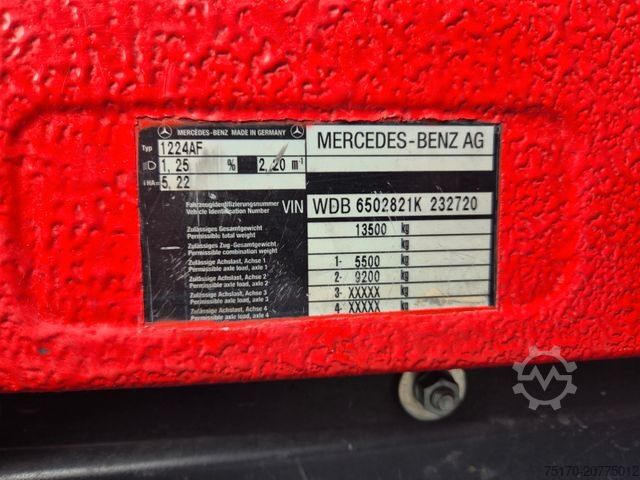 MERCEDES-BENZ MADE IN GERMANY
Typ 1224AF
1,25 % 2,20 m⁻¹
i HA= 5,22
MERCEDES-BENZ AG
Fahrzeugidentifizierungsnummer
Vehicle Identification Number
VIN WDB 6502821K 232720
Zulässiges Gesamtgewicht
Permissible total weight
13500 kg
Zulässiges Zug-Gesamtgewicht
Permissible combination weight
kg
Zulässige Achslast, Achse 1
Permissible axle load, axle 1
1- 5500 kg
Zulässige Achslast, Achse 2
Permissible axle load, axle 2
2- 9200 kg
Zulässige Achslast, Achse 3
Permissible axle load, axle 3
3- XXXXX kg
Zulässige Achslast, Achse 4
Permissible axle load, axle 4
4- XXXXX kg
75170-20775012